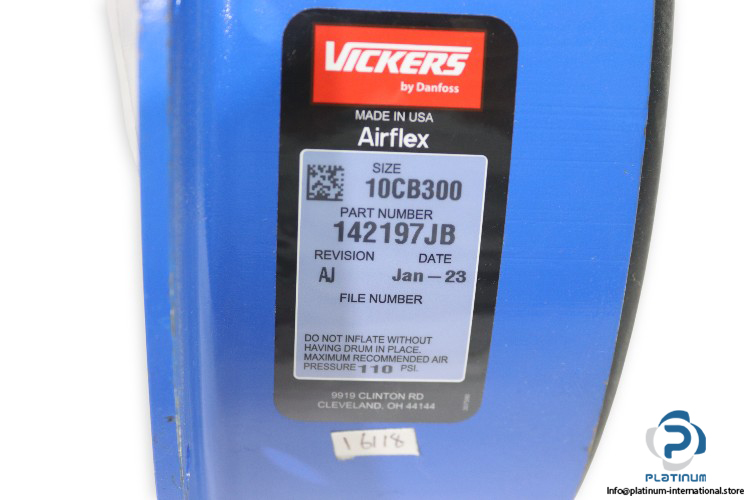 VICKERS
by Danfoss
MADE IN USA
Airflex
SIZE
10CB300
PART NUMBER
142197JB
REVISION DATE
AJ Jan-23
FILE NUMBER
DO NOT INFLATE WITHOUT
HAVING DRUM IN PLACE.
MAXIMUM RECOMMENDED AIR
PRESSURE 110 PSI.
9919 CLINTON RD
CLEVELAND, OH 44144
16118
PLATINUM
Info@platinum-international.store